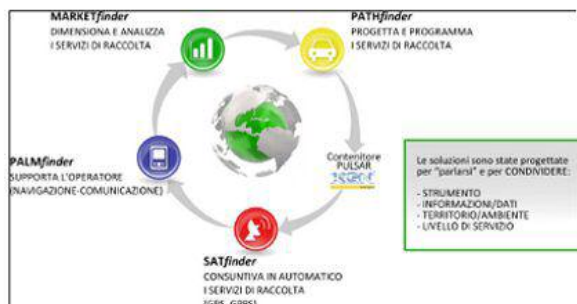 MARKETfinder
DIMENSIONA E ANALIZZA
I SERVIZI DI RACCOLTA
PATHfinder
PROGETTA E PROGRAMMA
I SERVIZI DI RACCOLTA
Contenitore
PULSAR
Le soluzioni sono state progettate
per "parlarsi" e per CONDIVIDERE:
- STRUMENTO
- INFORMAZIONI/DATI
- TERRITORIO/AMBIENTE
- LIVELLO DI SERVIZIO
PALMfinder
SUPPORTA L'OPERATORE
(NAVIGAZIONE-COMUNICAZIONE)
SATfinder
CONSUNTIVA IN AUTOMATICO
I SERVIZI DI RACCOLTA
(GPS, GPRS)